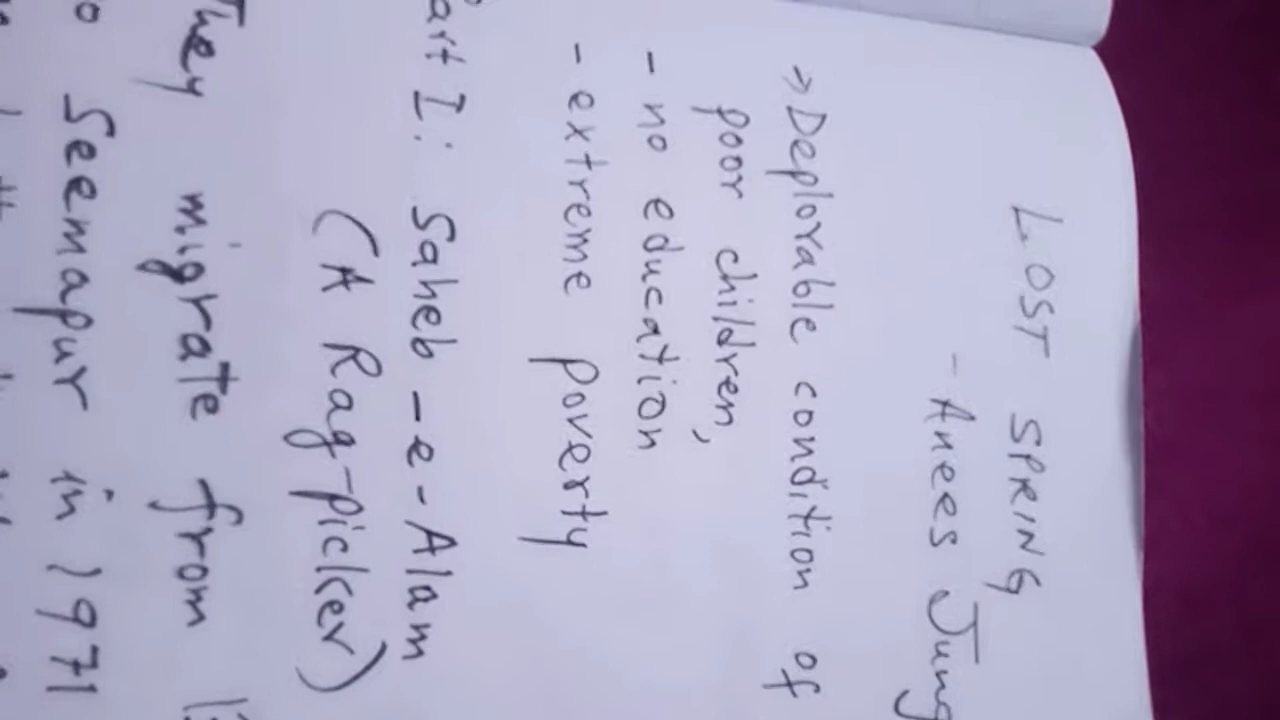 LOST SPRING
- Anees Jung
> Deplorable condition of
poor children,
- no education
- extreme poverty
art I: Saheb-e-Alam
(A Rag-picker)
They migrate from
Seemapur in 1971